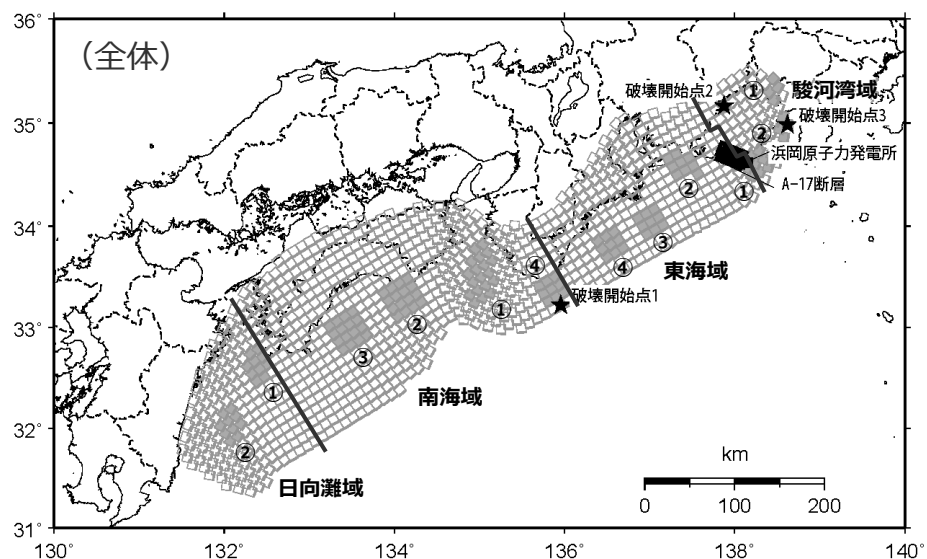 36°
(全体)
駿河湾域
破壊開始点2
①
35°
破壊開始点3
②
浜岡原子力発電所
A-17断層
②
①
34°
③
④
④
東海域
破壊開始点1
33°
①
②
③
①
南海域
32°
②
日向灘域
km
0 100 200
31°
130° 132° 134° 136° 138° 140°